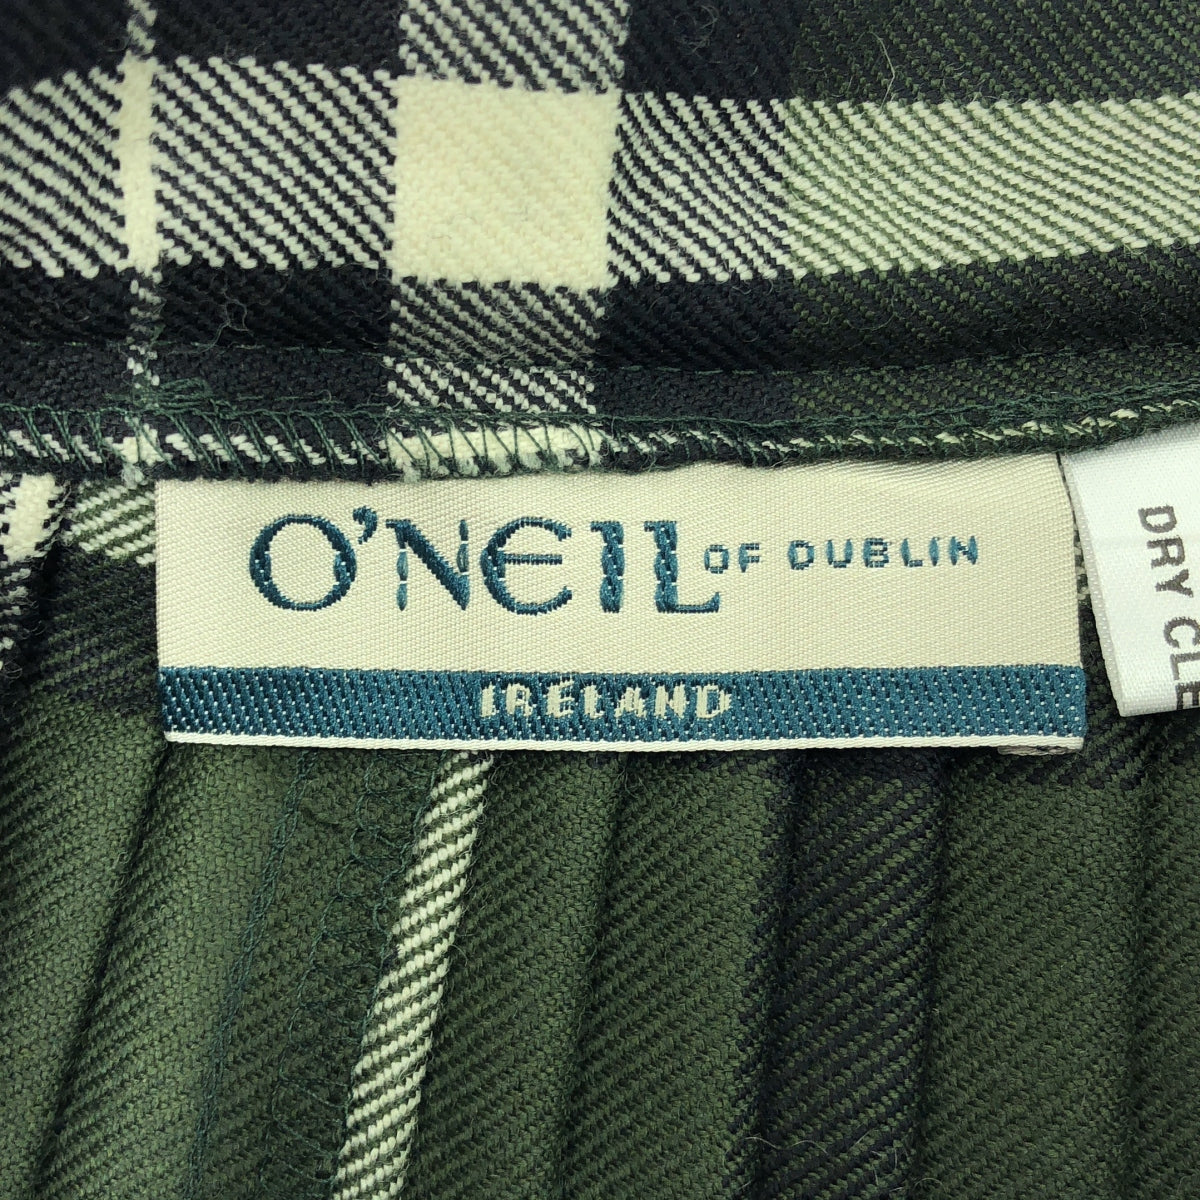 O'NEIL OF DUBLIN
IRELAND
DRY CLE